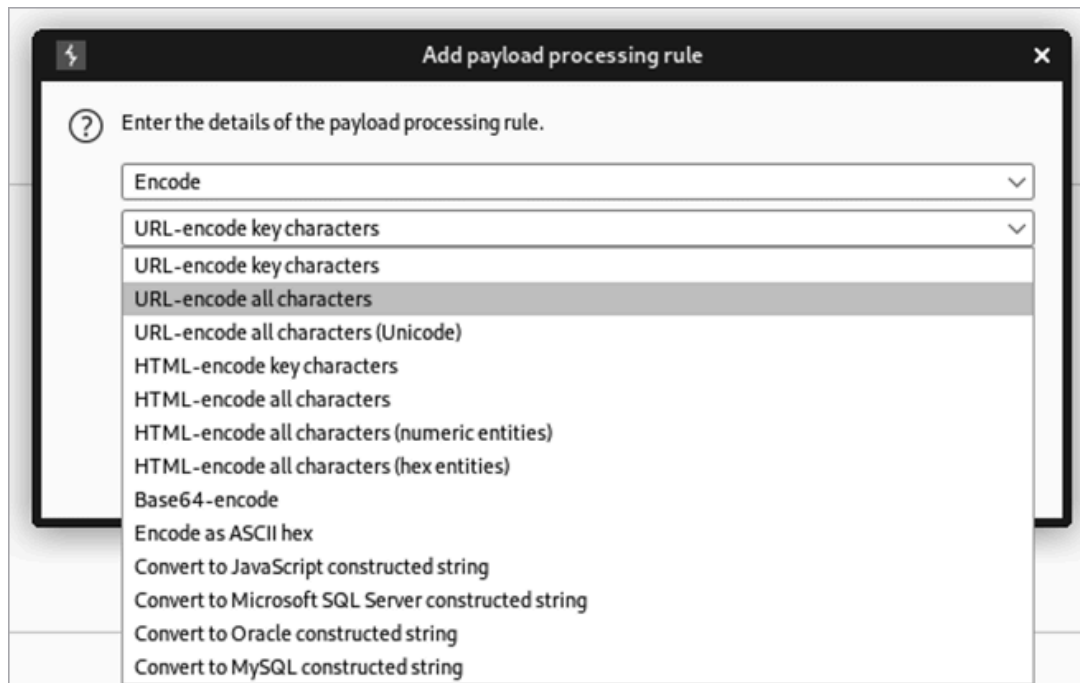 Add payload processing rule
Enter the details of the payload processing rule.
Encode
URL-encode key characters
URL-encode key characters
URL-encode all characters
URL-encode all characters (Unicode)
HTML-encode key characters
HTML-encode all characters
HTML-encode all characters (numeric entities)
HTML-encode all characters (hex entities)
Base64-encode
Encode as ASCII hex
Convert to JavaScript constructed string
Convert to Microsoft SQL Server constructed string
Convert to Oracle constructed string
Convert to MySQL constructed string